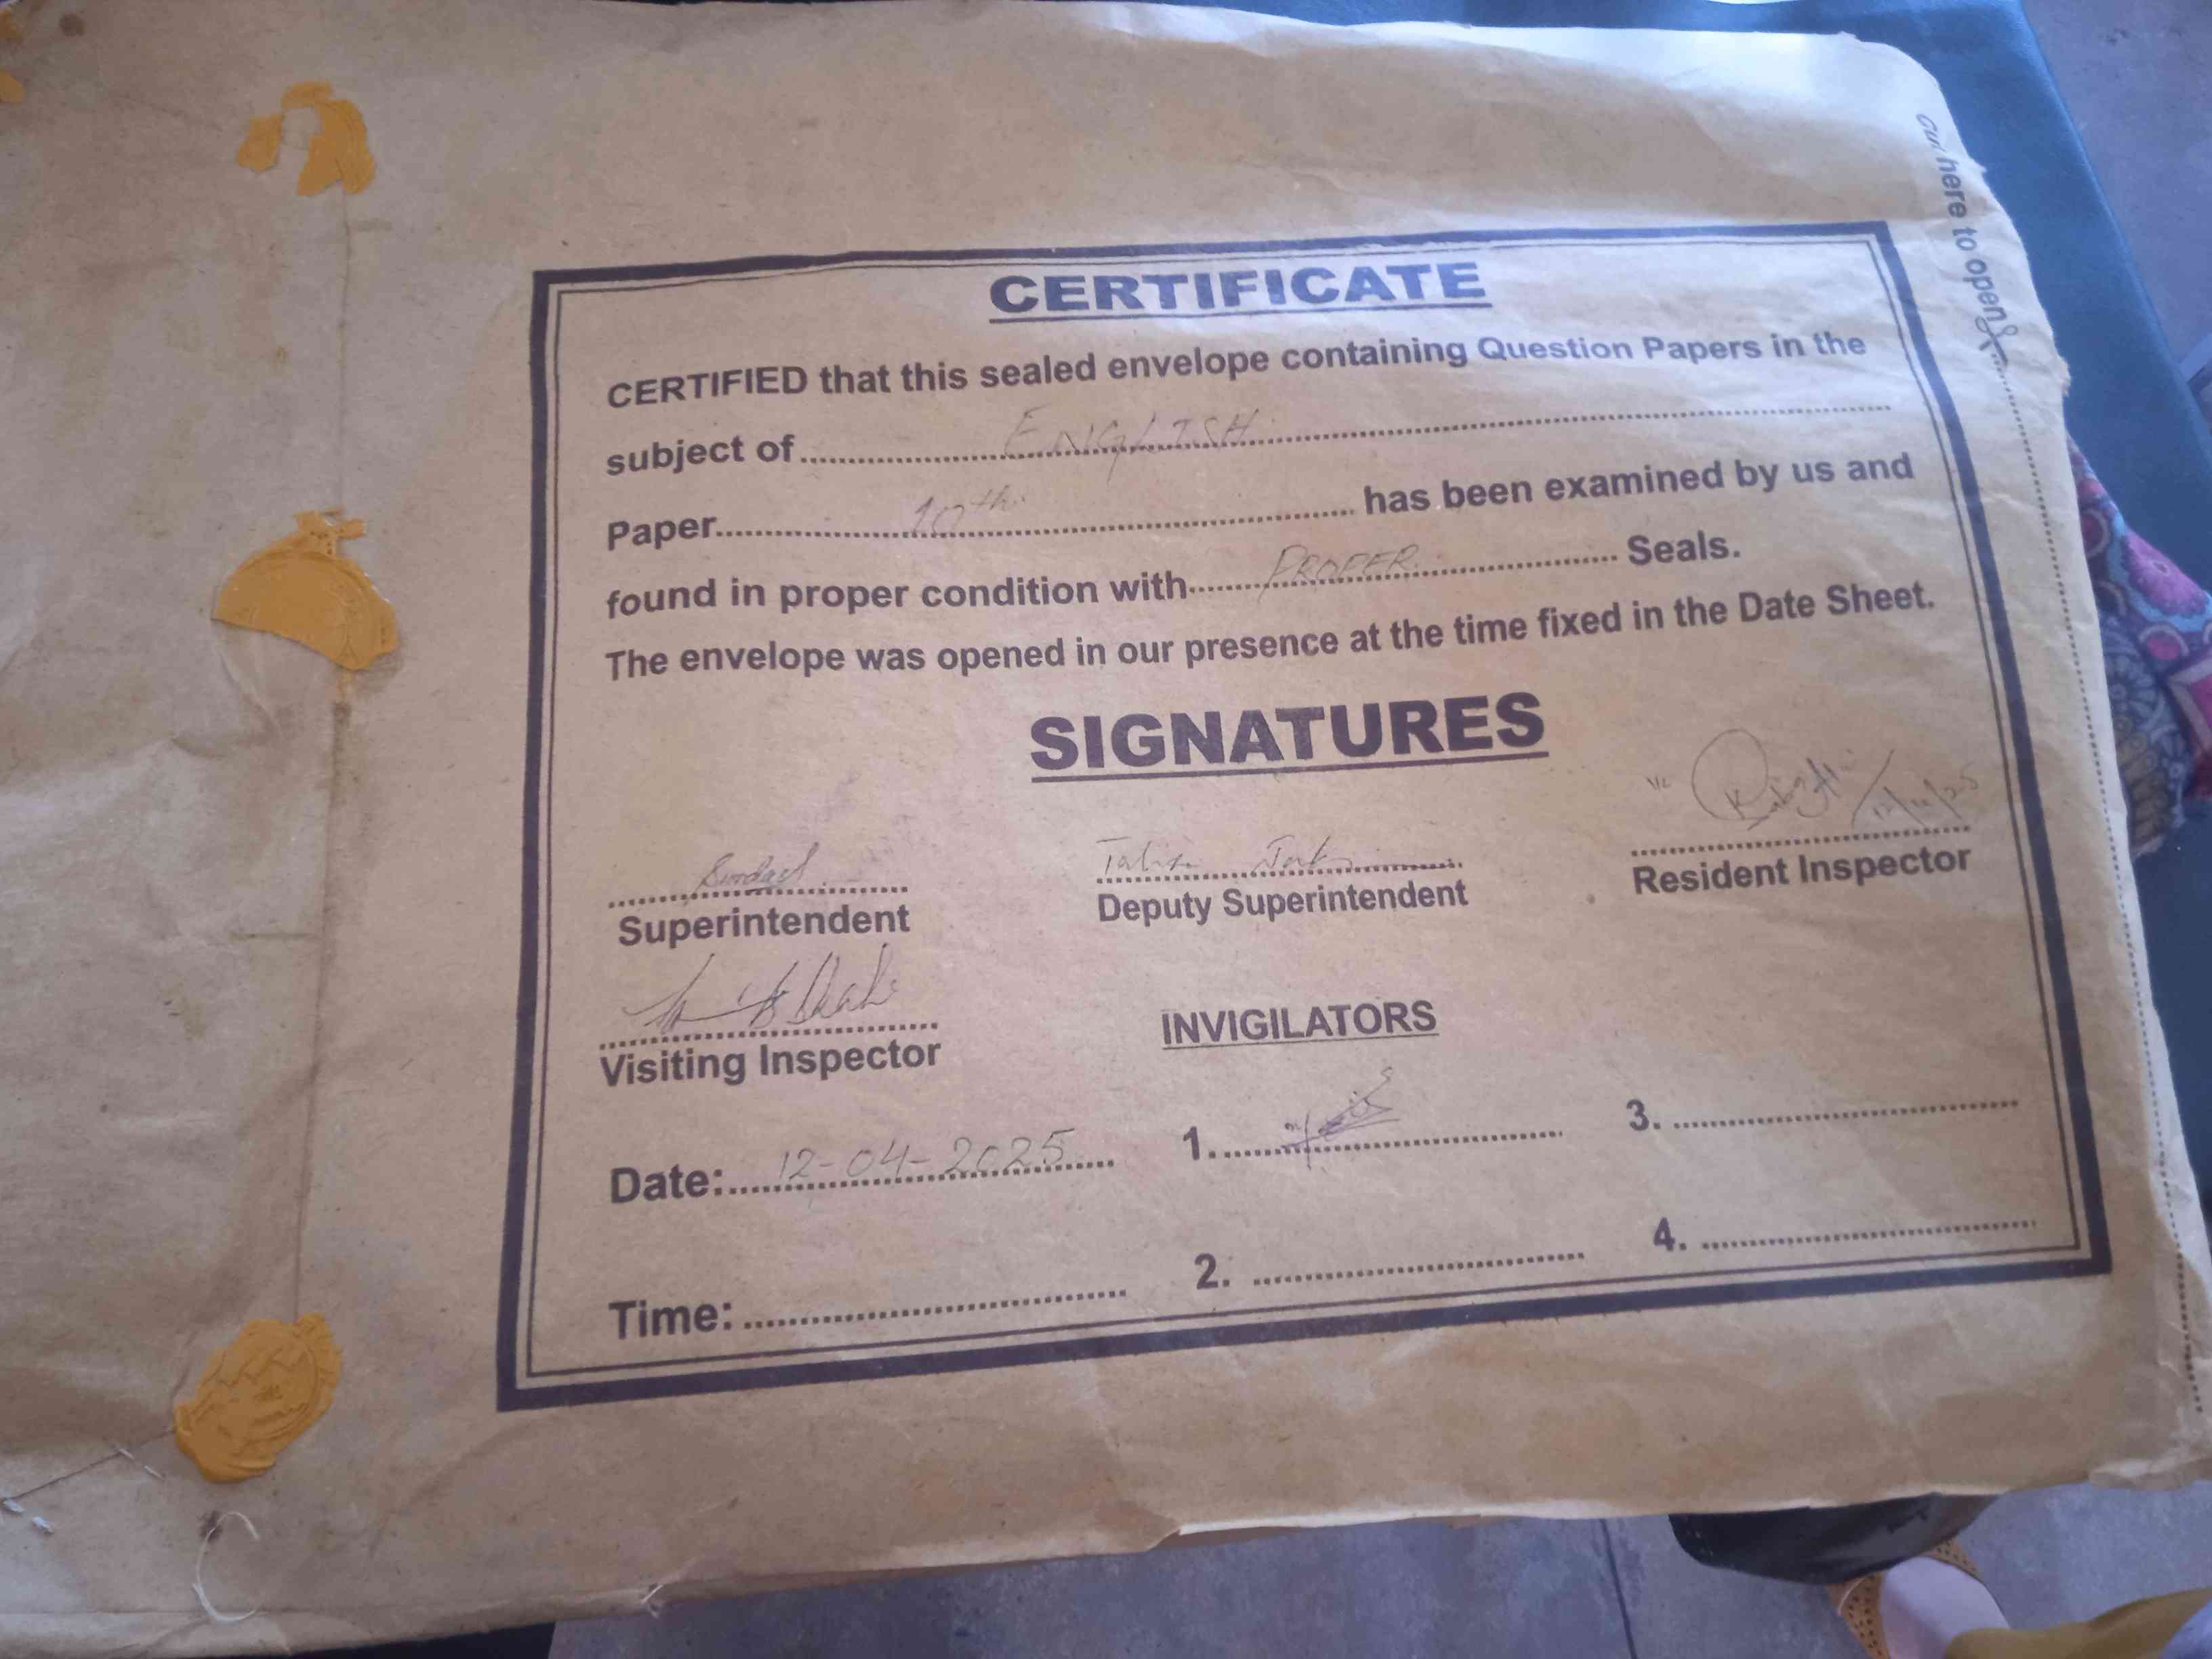 here to open
CERTIFICATE
CERTIFIED that this sealed envelope containing Question Papers in the
subject of ENGLISH
Paper 10th has been examined by us and
found in proper condition with PROPER Seals.
The envelope was opened in our presence at the time fixed in the Date Sheet.
SIGNATURES
12/4/25
Superintendent
Deputy Superintendent
Resident Inspector
Visiting Inspector
INVIGILATORS
Date: 12-04-2025
1.
3.
Time:
2.
4.